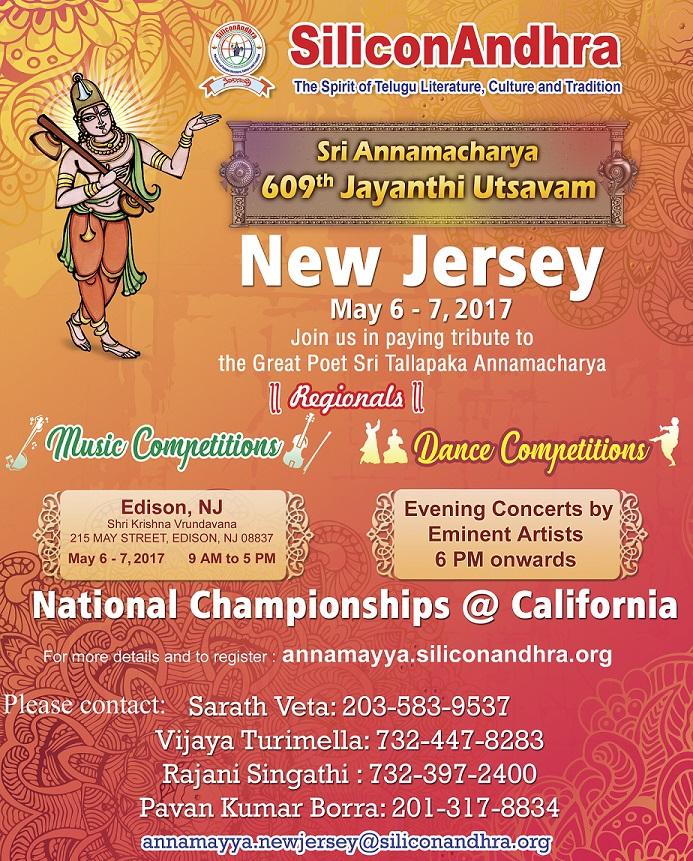 SiliconAndhra
SiliconAndhra
The Spirit of Telugu Literature, Culture and Tradition
Sri Annamacharya
609th Jayanthi Utsavam
New Jersey
May 6 - 7, 2017
Join us in paying tribute to
the Great Poet Sri Tallapaka Annamacharya
|| Regionals ||
Music Competitions
Dance Competitions
Edison, NJ
Shri Krishna Vrundavana
215 MAY STREET, EDISON, NJ 08837
May 6 - 7, 2017 9 AM to 5 PM
Evening Concerts by
Eminent Artists
6 PM onwards
National Championships @ California
For more details and to register : annamayya.siliconandhra.org
Please contact: Sarath Veta: 203-583-9537
Vijaya Turimella: 732-447-8283
Rajani Singathi : 732-397-2400
Pavan Kumar Borra: 201-317-8834
annamayya.newjersey@siliconandhra.org